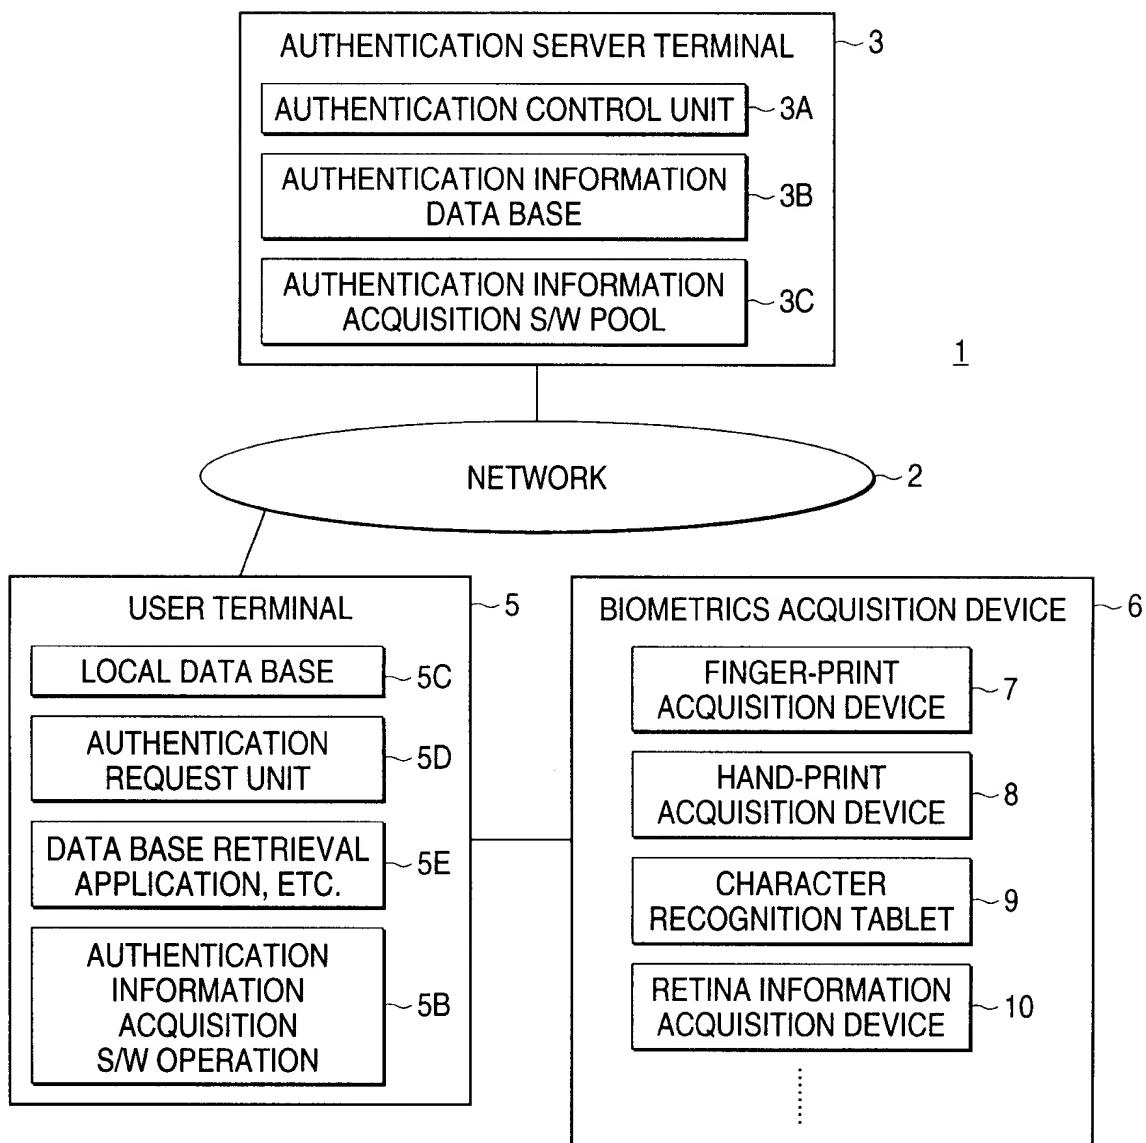 AUTHENTICATION SERVER TERMINAL
3
AUTHENTICATION CONTROL UNIT
3A
AUTHENTICATION INFORMATION
DATA BASE
3B
AUTHENTICATION INFORMATION
ACQUISITION S/W POOL
3C
1
NETWORK
2
USER TERMINAL
5
LOCAL DATA BASE
5C
AUTHENTICATION
REQUEST UNIT
5D
DATA BASE RETRIEVAL
APPLICATION, ETC.
5E
AUTHENTICATION
INFORMATION
ACQUISITION
S/W OPERATION
5B
BIOMETRICS ACQUISITION DEVICE
6
FINGER-PRINT
ACQUISITION DEVICE
7
HAND-PRINT
ACQUISITION DEVICE
8
CHARACTER
RECOGNITION TABLET
9
RETINA INFORMATION
ACQUISITION DEVICE
10